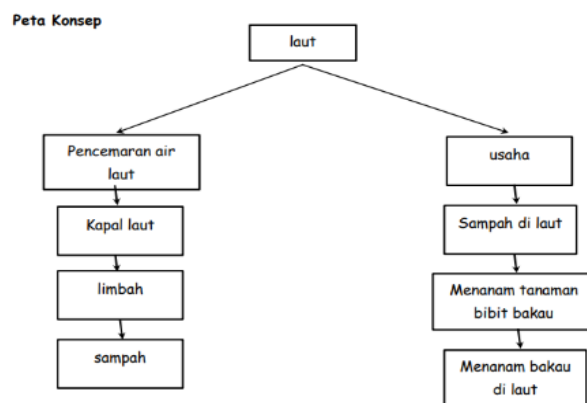 Peta Konsep
laut
Pencemaran air
laut
Kapal laut
limbah
sampah
usaha
Sampah di laut
Menanam tanaman
bibit bakau
Menanam bakau
di laut